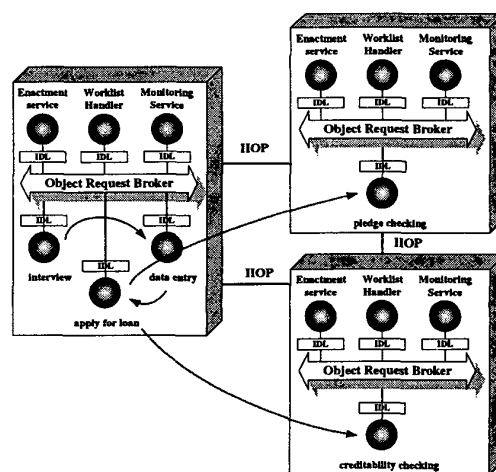 Enactment service
Worklist Handler
Monitoring Service
IDL
IDL
IDL
Object Request Broker
IDL
IDL
interview
IDL
data entry
apply for loan
IIOP
IIOP
IIOP
Enactment service
Worklist Handler
Monitoring Service
IDL
IDL
IDL
Object Request Broker
IDL
pledge checking
Enactment service
Worklist Handler
Monitoring Service
IDL
IDL
IDL
Object Request Broker
IDL
creditability checking